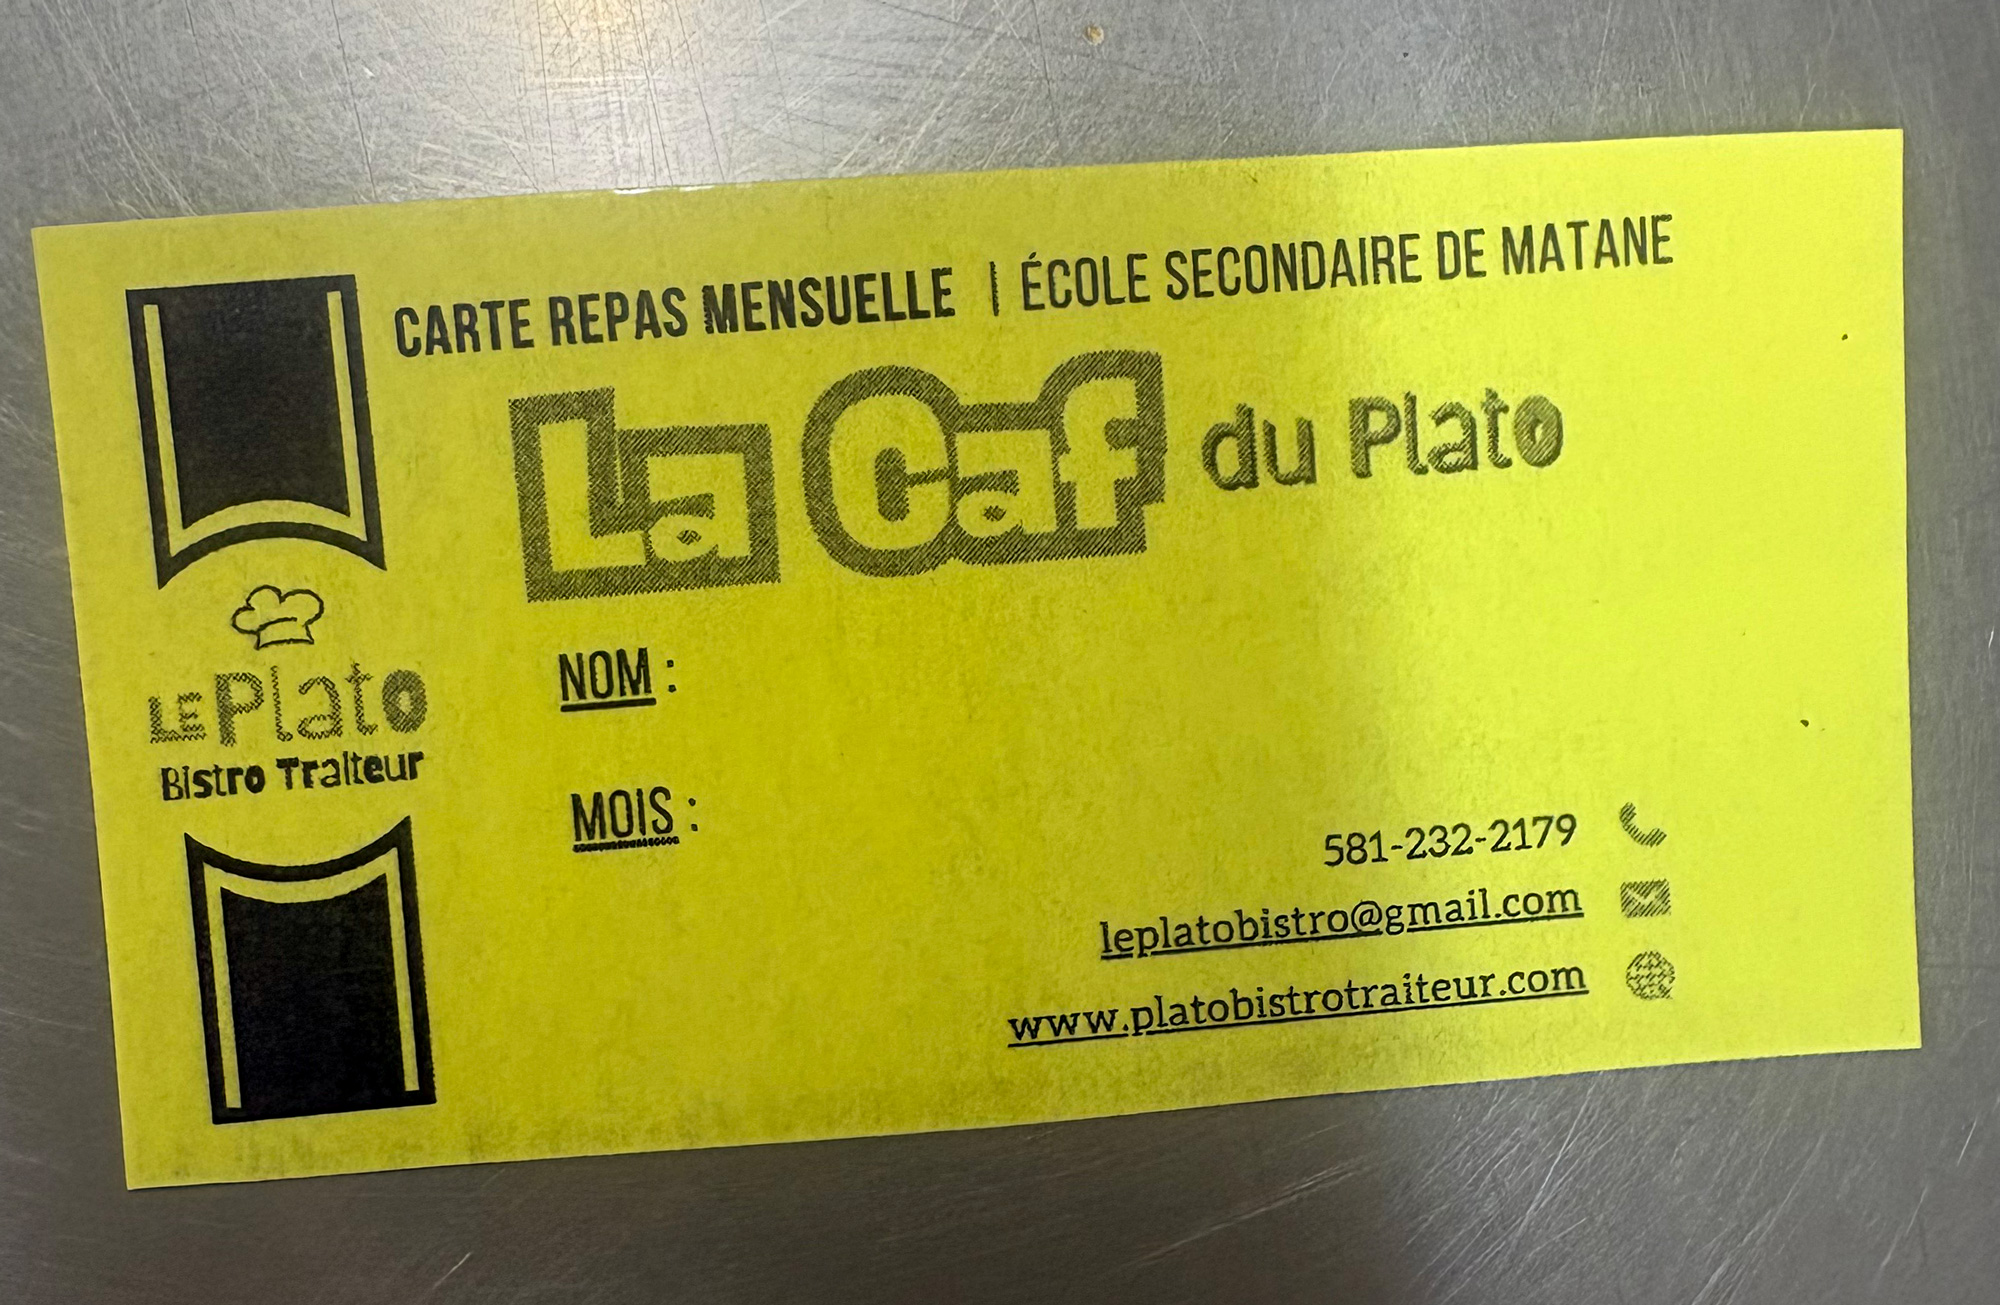 CARTE REPAS MENSUELLE | ÉCOLE SECONDAIRE DE MATANE
La Caf du Plato
LE Plato
Bistro Traiteur
NOM :
MOIS :
581-232-2179
leplatobistro@gmail.com
www.platobistrotraiteur.com